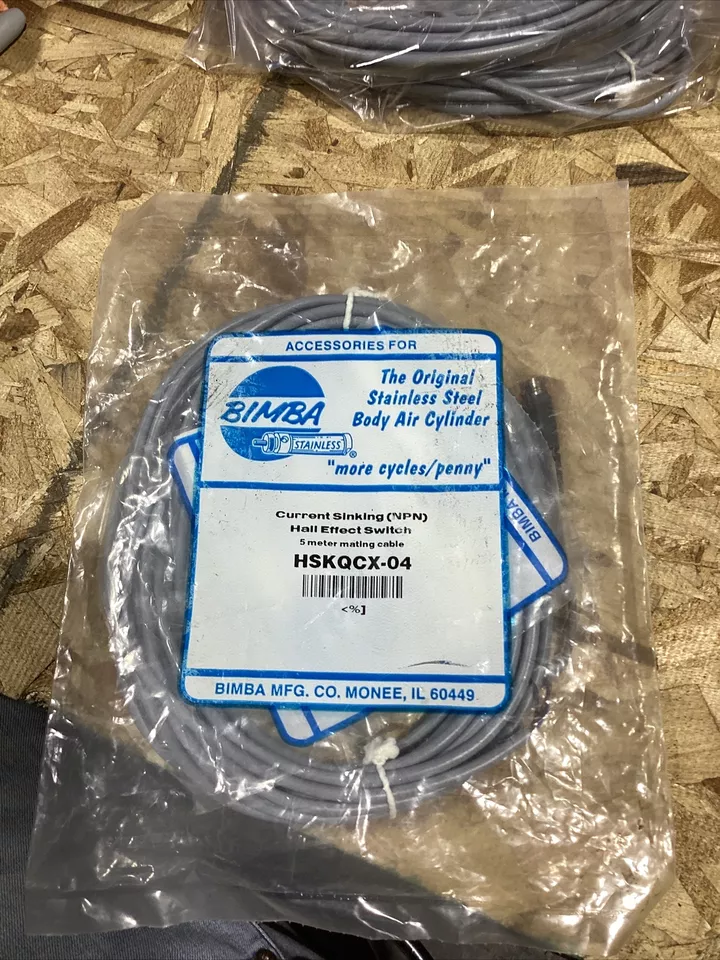 ACCESSORIES FOR
BIMBA
STAINLESS
®
The Original
Stainless Steel
Body Air Cylinder
"more cycles/penny"
Current Sinking (NPN)
Hall Effect Switch
5 meter mating cable
HSKQCX-04
<%]
BIMBA MFG. CO. MONEE, IL 60449
BIMBA